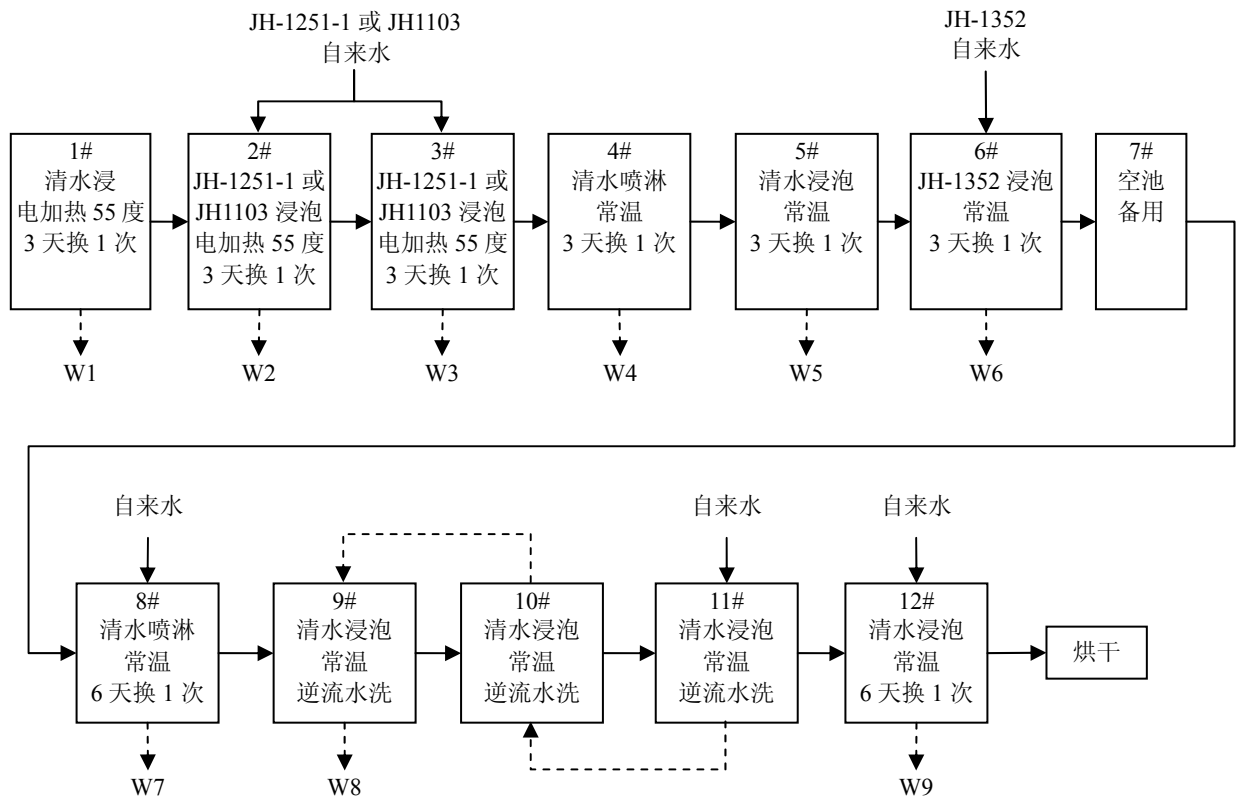 JH-1251-1 或 JH1103
自来水
JH-1352
自来水
1#
清水浸
电加热 55 度
3 天换 1 次
2#
JH-1251-1 或
JH1103 浸泡
电加热 55 度
3 天换 1 次
3#
JH-1251-1 或
JH1103 浸泡
电加热 55 度
3 天换 1 次
4#
清水喷淋
常温
3 天换 1 次
5#
清水浸泡
常温
3 天换 1 次
6#
JH-1352 浸泡
常温
3 天换 1 次
7#
空池
备用
W1
W2
W3
W4
W5
W6
自来水
自来水
自来水
8#
清水喷淋
常温
6 天换 1 次
9#
清水浸泡
常温
逆流水洗
10#
清水浸泡
常温
逆流水洗
11#
清水浸泡
常温
逆流水洗
12#
清水浸泡
常温
6 天换 1 次
烘干
W7
W8
W9